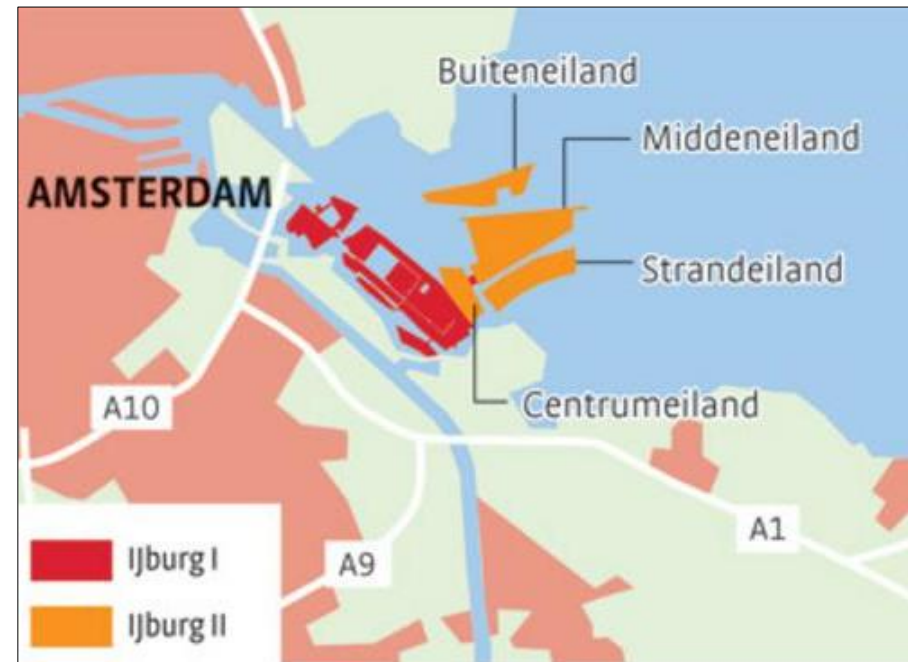 Buiteneiland
Middeneiland
AMSTERDAM
Strandeiland
Centrumeiland
A10
A1
A9
IJburg I
IJburg II